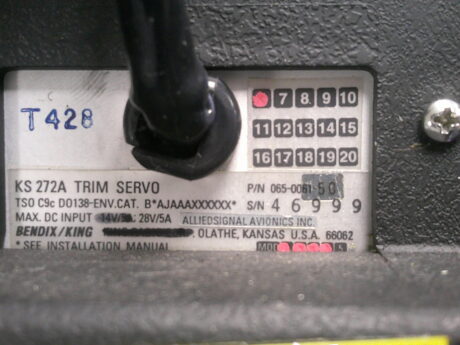 T428
7 8 9 10
11 12 13 14 15
16 17 18 19 20
KS 272A TRIM SERVO P/N 065-0061-50
TSO C9c DO138-ENV.CAT. B*AJAAAXXXXXX* S/N 46999
MAX. DC INPUT 28V/5A ALLIEDSIGNAL AVIONICS INC.
BENDIX/KING OLATHE, KANSAS U.S.A. 66062
* SEE INSTALLATION MANUAL MOD 5